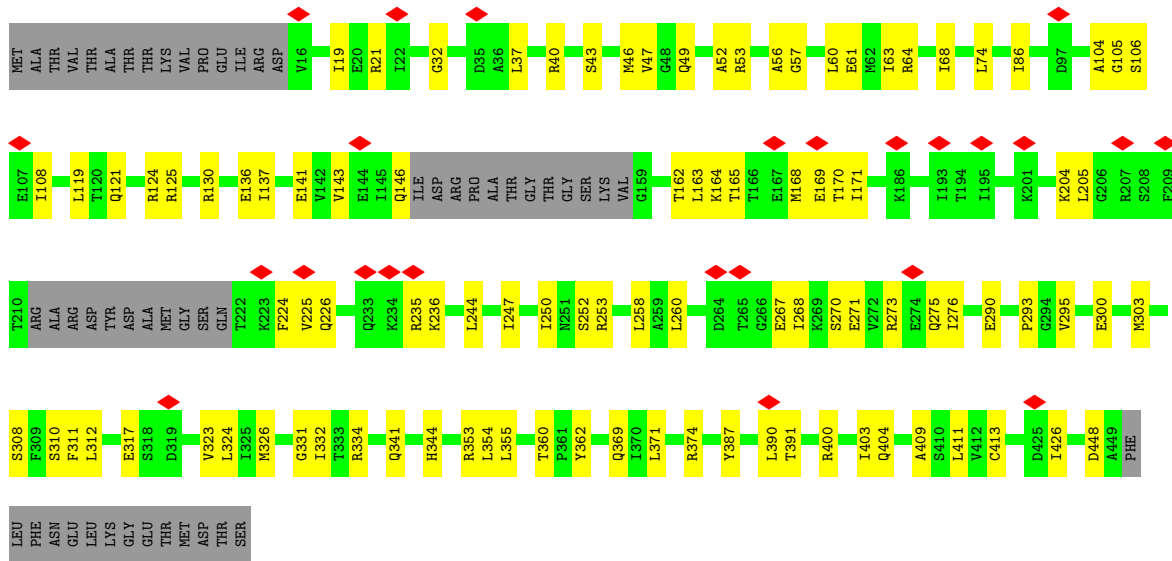 MET ALA THR VAL THR ALA THR THR LYS VAL PRO GLU ILE ARG ASP V16 I19 E20 R21 I22 G32 D35 A36 L37 R40 S43 M46 V47 G48 Q49 A52 R53 A56 G57 L60 E61 M62 I63 R64 I68 L74 I86 D97 A104 G105 S106
E107 I108 L119 T120 Q121 R124 R125 R130 E136 I137 E141 V142 V143 E144 I145 Q146 ILE ASP ARG PRO ALA THR GLY THR GLY SER LYS VAL G159 T162 L163 K164 T165 T166 E167 M168 E169 T170 I171 K186 I193 T194 I195 K201 K204 L205 G206 R207 S208 F209
T210 ARG ALA ARG ASP TYR ASP ALA MET GLY SER GLN T222 K223 F224 V225 Q226 Q233 K234 R235 K236 L244 I247 I250 N251 S252 R253 L258 A259 L260 D264 T265 G266 E267 I268 K269 S270 E271 V272 R273 E274 Q275 I276 E290 P293 G294 V295 E300 M303
S308 F309 S310 F311 L312 E317 S318 D319 V323 L324 I325 M326 G331 I332 T333 R334 Q341 H344 R353 L354 L355 T360 P361 Y362 Q369 I370 L371 R374 Y387 L390 T391 R400 I403 Q404 A409 S410 L411 V412 C413 D425 I426 D448 A449 PHE
LEU PHE ASN GLU LEU LYS GLY GLU THR MET ASP THR SER